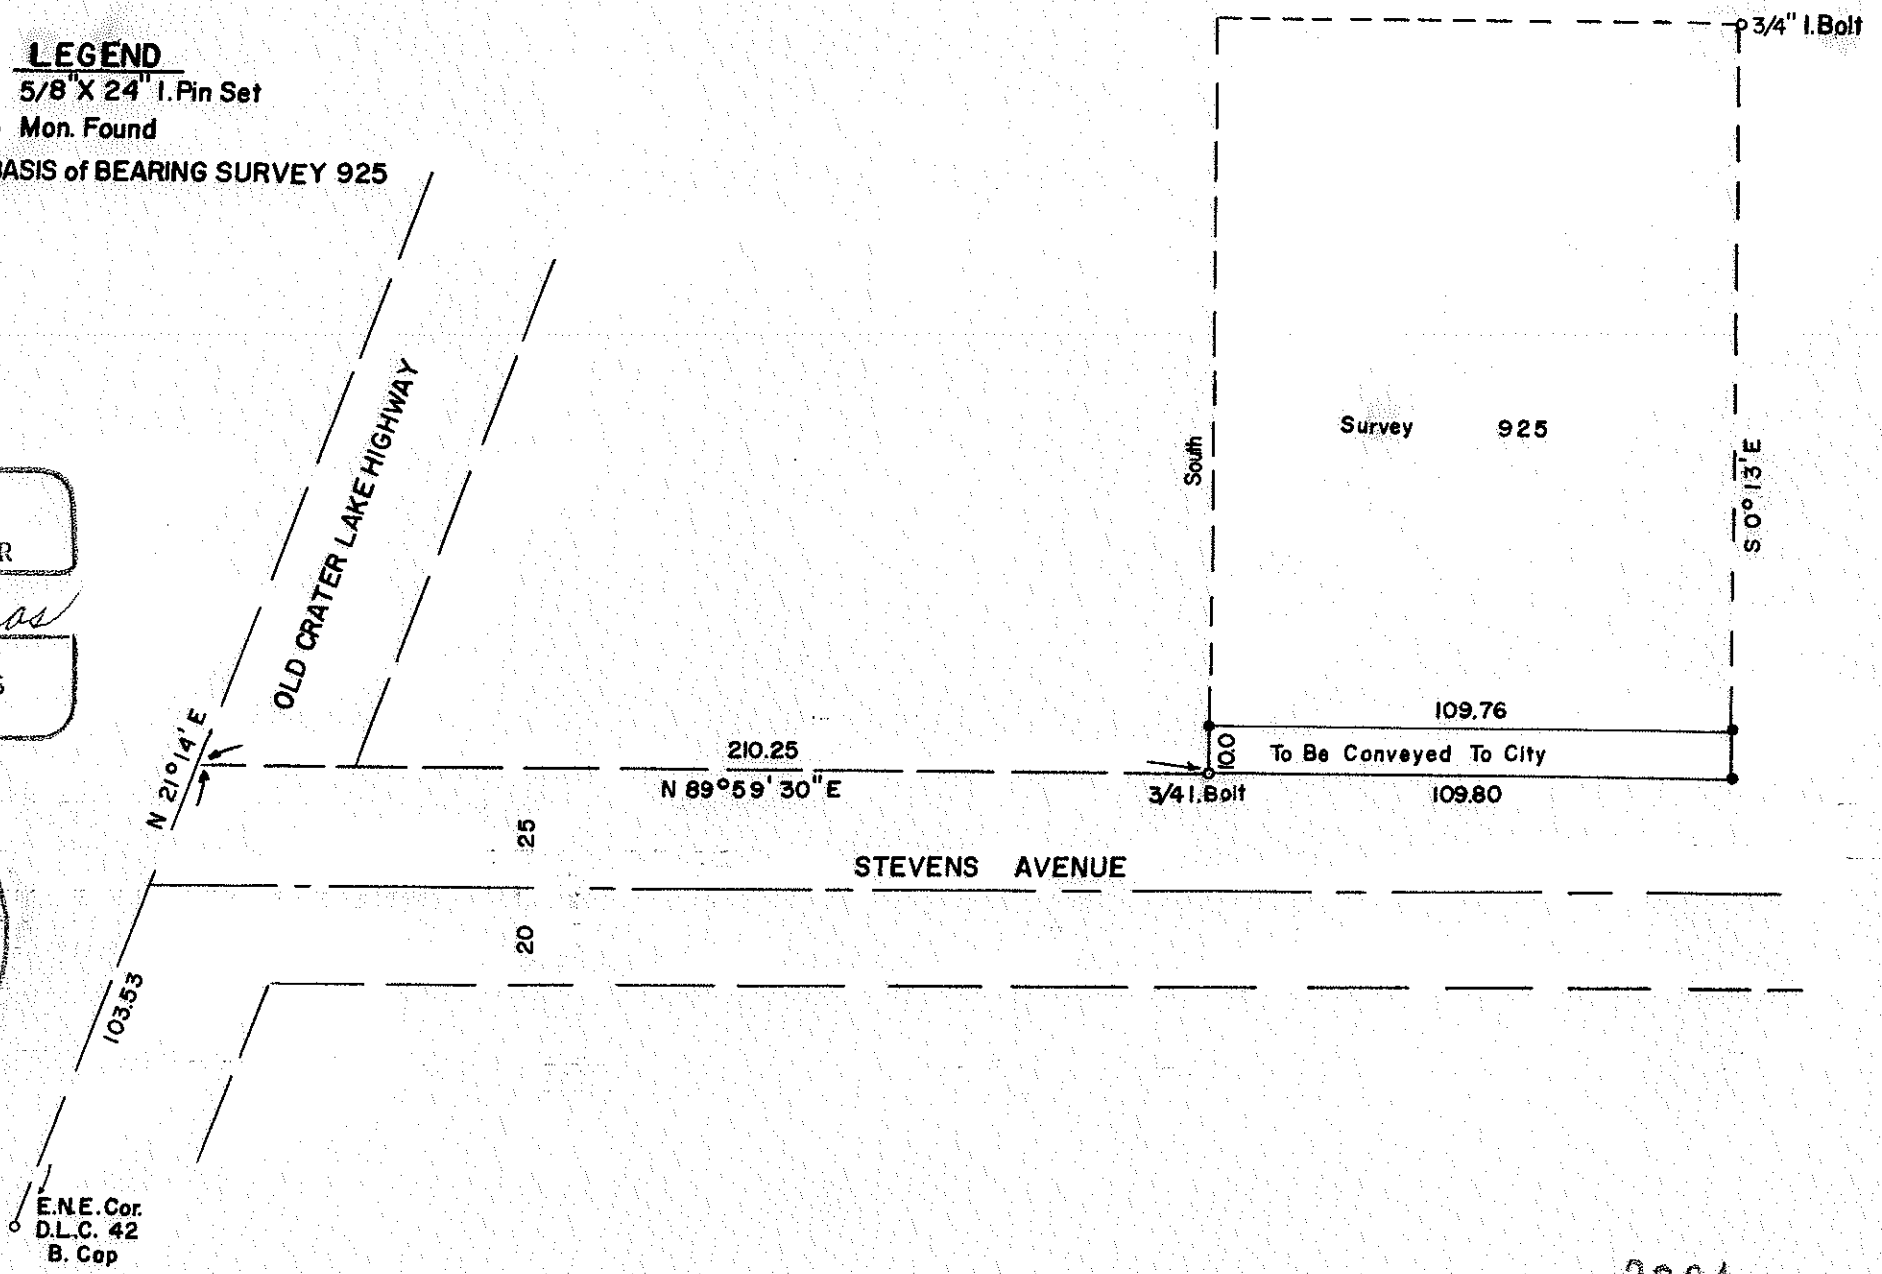 LEGEND
5/8"X 24" I.Pin Set
Mon. Found
BASIS of BEARING SURVEY 925
3/4" I.Bolt
OLD CRATER LAKE HIGHWAY
South
Survey 925
S 0°13'E
R
S
N 21°14'E
210.25
N 89°59'30"E
109.76
10.0
To Be Conveyed To City
3/4 I.Bolt
109.80
25
STEVENS AVENUE
20
103.53
E.N.E. Cor.
D.L.C. 42
B. Cap